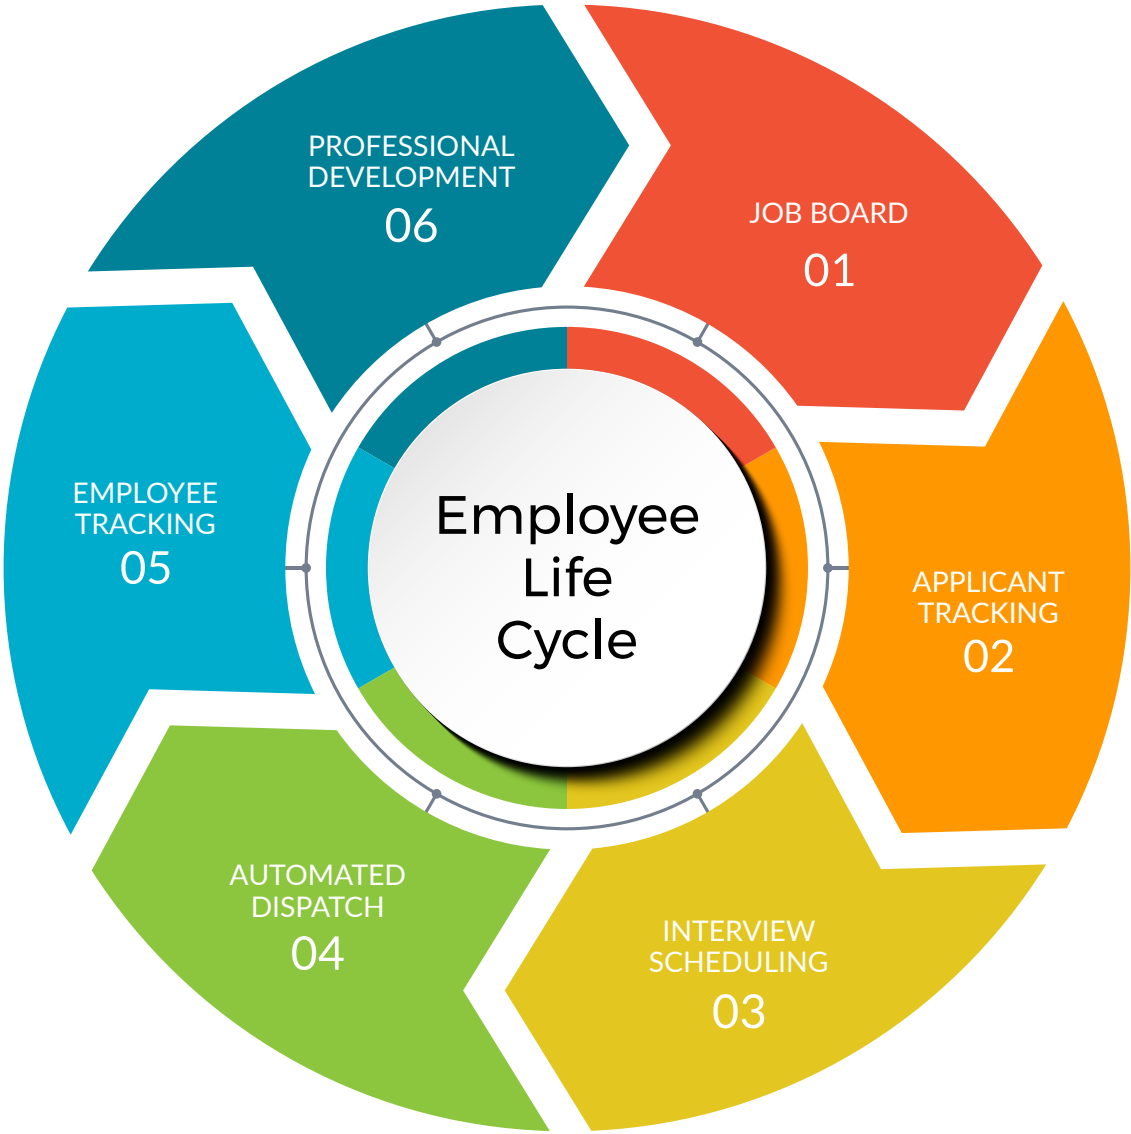 Employee
Life
Cycle
JOB BOARD
01
APPLICANT
TRACKING
02
INTERVIEW
SCHEDULING
03
AUTOMATED
DISPATCH
04
EMPLOYEE
TRACKING
05
PROFESSIONAL
DEVELOPMENT
06